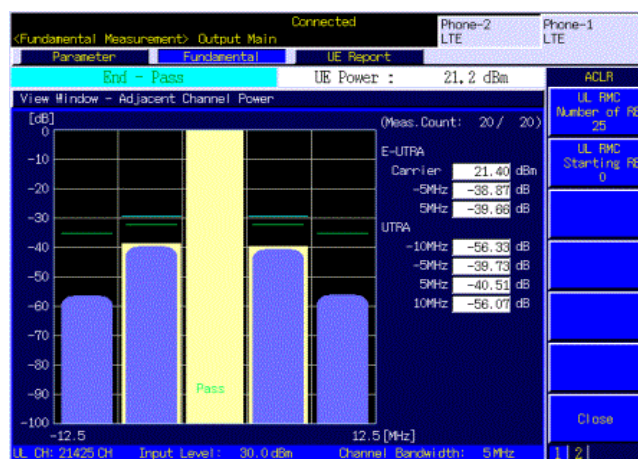 Connected
<Fundamental Measurement> Output Main
Phone-2
LTE
Phone-1
LTE
Parameter
Fundamental
UE Report
End - Pass
UE Power : 21.2 dBm
ACLR
View Window - Adjacent Channel Power
UL RMC
Number of RB
25
UL RMC
Starting RB
0
[dB]
(Meas.Count: 20/ 20)
0
-10
-20
-30
-40
-50
-60
-70
-80
-90
-100
E-UTRA
Carrier 21.40 dBm
-5MHz -38.87 dB
5MHz -39.66 dB
UTRA
-10MHz -56.33 dB
-5MHz -39.73 dB
5MHz -40.51 dB
10MHz -56.07 dB
Pass
-12.5
12.5 [MHz]
Close
UL CH: 21425 CH Input Level: 30.0 dBm Channel Bandwidth: 5 MHz
1 2